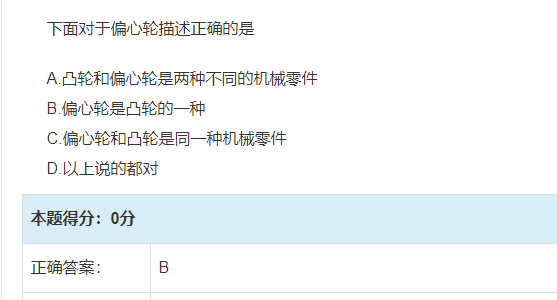 下面对于偏心轮描述正确的是
A.凸轮和偏心轮是两种不同的机械零件
B.偏心轮是凸轮的一种
C.偏心轮和凸轮是同一种机械零件
D.以上说的都对
本题得分：0分
正确答案： B